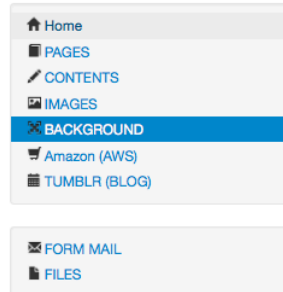 Home
PAGES
CONTENTS
IMAGES
BACKGROUND
Amazon (AWS)
TUMBLR (BLOG)
FORM MAIL
FILES